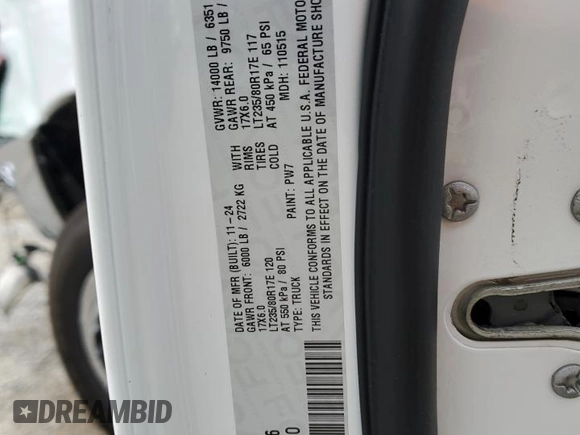 DATE OF MFR (BUILT): 11-24 GVWR: 14000 LB / 6351
GAWR FRONT: 6000 LB / 2722 KG WITH GAWR REAR: 9750 LB /
17X6.0 RIMS 17X6.0
LT235/80R17E 120 TIRES LT235/80R17E 117
AT 550 kPa / 80 PSI COLD AT 450 kPa / 65 PSI
TYPE: TRUCK PAINT: PW7 MDH: 110515
THIS VEHICLE CONFORMS TO ALL APPLICABLE U.S.A. FEDERAL MOTOR
STANDARDS IN EFFECT ON THE DATE OF MANUFACTURE SHO
6
0
DREAMBID